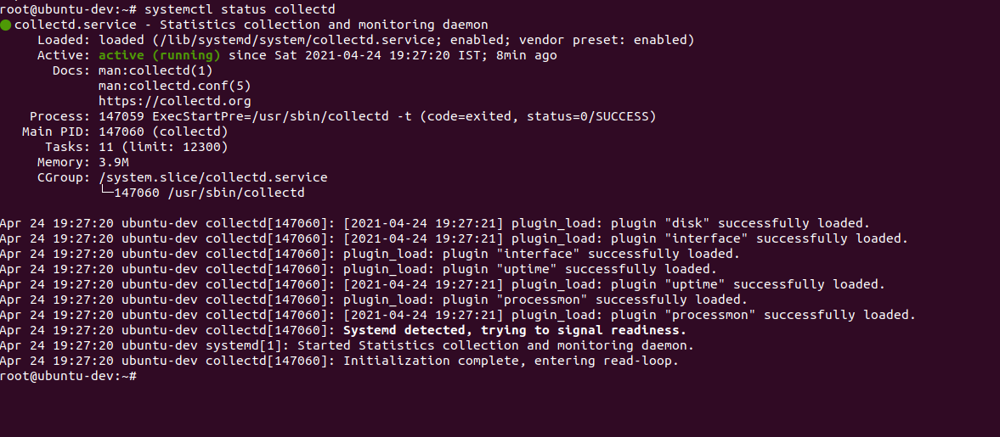 root@ubuntu-dev:~# systemctl status collectd
● collectd.service - Statistics collection and monitoring daemon
     Loaded: loaded (/lib/systemd/system/collectd.service; enabled; vendor preset: enabled)
     Active: active (running) since Sat 2021-04-24 19:27:20 IST; 8min ago
       Docs: man:collectd(1)
             man:collectd.conf(5)
             https://collectd.org
    Process: 147059 ExecStartPre=/usr/sbin/collectd -t (code=exited, status=0/SUCCESS)
   Main PID: 147060 (collectd)
      Tasks: 11 (limit: 12300)
     Memory: 3.9M
     CGroup: /system.slice/collectd.service
             └─147060 /usr/sbin/collectd

Apr 24 19:27:20 ubuntu-dev collectd[147060]: [2021-04-24 19:27:21] plugin_load: plugin "disk" successfully loaded.
Apr 24 19:27:20 ubuntu-dev collectd[147060]: [2021-04-24 19:27:21] plugin_load: plugin "interface" successfully loaded.
Apr 24 19:27:20 ubuntu-dev collectd[147060]: plugin_load: plugin "interface" successfully loaded.
Apr 24 19:27:20 ubuntu-dev collectd[147060]: plugin_load: plugin "uptime" successfully loaded.
Apr 24 19:27:20 ubuntu-dev collectd[147060]: [2021-04-24 19:27:21] plugin_load: plugin "uptime" successfully loaded.
Apr 24 19:27:20 ubuntu-dev collectd[147060]: plugin_load: plugin "processmon" successfully loaded.
Apr 24 19:27:20 ubuntu-dev collectd[147060]: [2021-04-24 19:27:21] plugin_load: plugin "processmon" successfully loaded.
Apr 24 19:27:20 ubuntu-dev collectd[147060]: Systemd detected, trying to signal readiness.
Apr 24 19:27:20 ubuntu-dev systemd[1]: Started Statistics collection and monitoring daemon.
Apr 24 19:27:20 ubuntu-dev collectd[147060]: Initialization complete, entering read-loop.
root@ubuntu-dev:~#